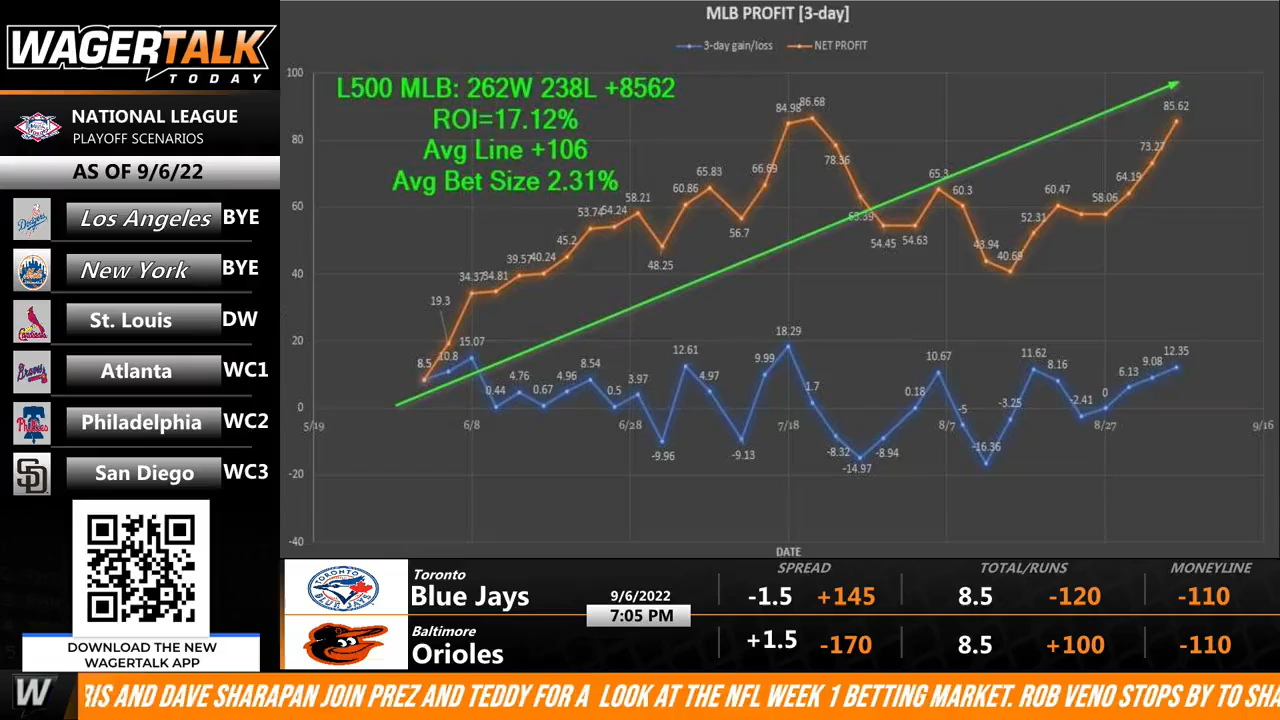 WAGERTALK
TODAY
NATIONAL LEAGUE
PLAYOFF SCENARIOS
AS OF 9/6/22
Los Angeles BYE
New York BYE
St. Louis DW
Atlanta WC1
Philadelphia WC2
San Diego WC3
DOWNLOAD THE NEW
WAGERTALK APP
MLB PROFIT [3-day]
3-day gain/loss NET PROFIT
L500 MLB: 262W 238L +8562
ROI=17.12%
Avg Line +106
Avg Bet Size 2.31%
100
80
60
40
20
0
-20
-40
8.5 19.3 34.37 34.81 39.57 40.24 45.2 53.74 54.24 58.21 48.25 60.86 65.83 56.7 66.69 84.98 86.68 78.36 63.39 54.45 54.63 65.3 60.3 43.94 40.69 52.31 60.47 58.06 64.19 73.27 85.62
10.8 15.07 0.44 4.76 0.67 4.96 8.54 0.5 3.97 -9.96 12.61 4.97 -9.13 9.99 18.29 1.7 -8.32 -14.97 -8.94 0.18 10.67 -5 -16.36 -3.25 11.62 8.16 -2.41 0 6.13 9.08 12.35
5/19 6/8 6/28 7/18 8/7 8/27 9/16
DATE
SPREAD TOTAL/RUNS MONEYLINE
TORONTO
BLUE JAYS
Toronto
Blue Jays 9/6/2022 -1.5 +145 8.5 -120 -110
7:05 PM
Baltimore
Orioles +1.5 -170 8.5 +100 -110
W
RIS AND DAVE SHARAPAN JOIN PREZ AND TEDDY FOR A LOOK AT THE NFL WEEK 1 BETTING MARKET. ROB VENO STOPS BY TO SHA